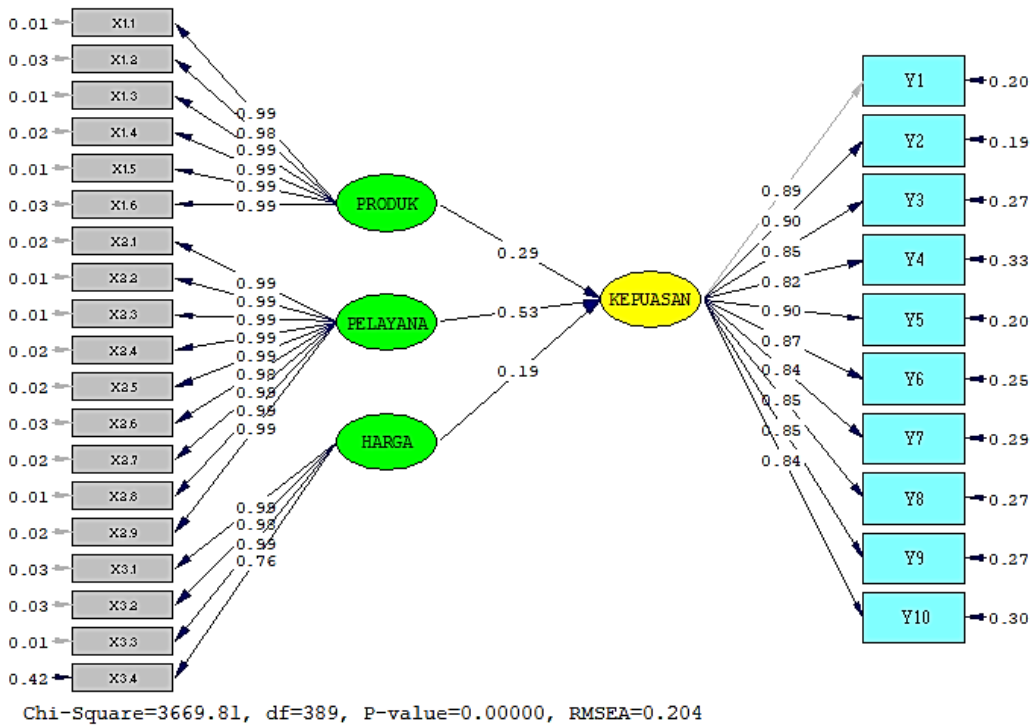 0.01 X1.1
0.03 X1.2
0.01 X1.3
0.02 X1.4
0.01 X1.5
0.03 X1.6
0.02 X2.1
0.01 X2.2
0.01 X2.3
0.02 X2.4
0.02 X2.5
0.03 X2.6
0.02 X2.7
0.01 X2.8
0.02 X2.9
0.03 X3.1
0.03 X3.2
0.01 X3.3
0.42 X3.4
0.99
0.98
0.99
0.99
0.99
0.99
0.99
0.99
0.99
0.99
0.99
0.98
0.99
0.99
0.99
0.99
0.98
0.99
0.76
PRODUK
PELAYANA
HARGA
0.29
0.53
0.19
KEPUASAN
0.89
0.90
0.85
0.82
0.90
0.87
0.84
0.85
0.85
0.84
Y1 0.20
Y2 0.19
Y3 0.27
Y4 0.33
Y5 0.20
Y6 0.25
Y7 0.29
Y8 0.27
Y9 0.27
Y10 0.30
Chi-Square=3669.81, df=389, P-value=0.00000, RMSEA=0.204